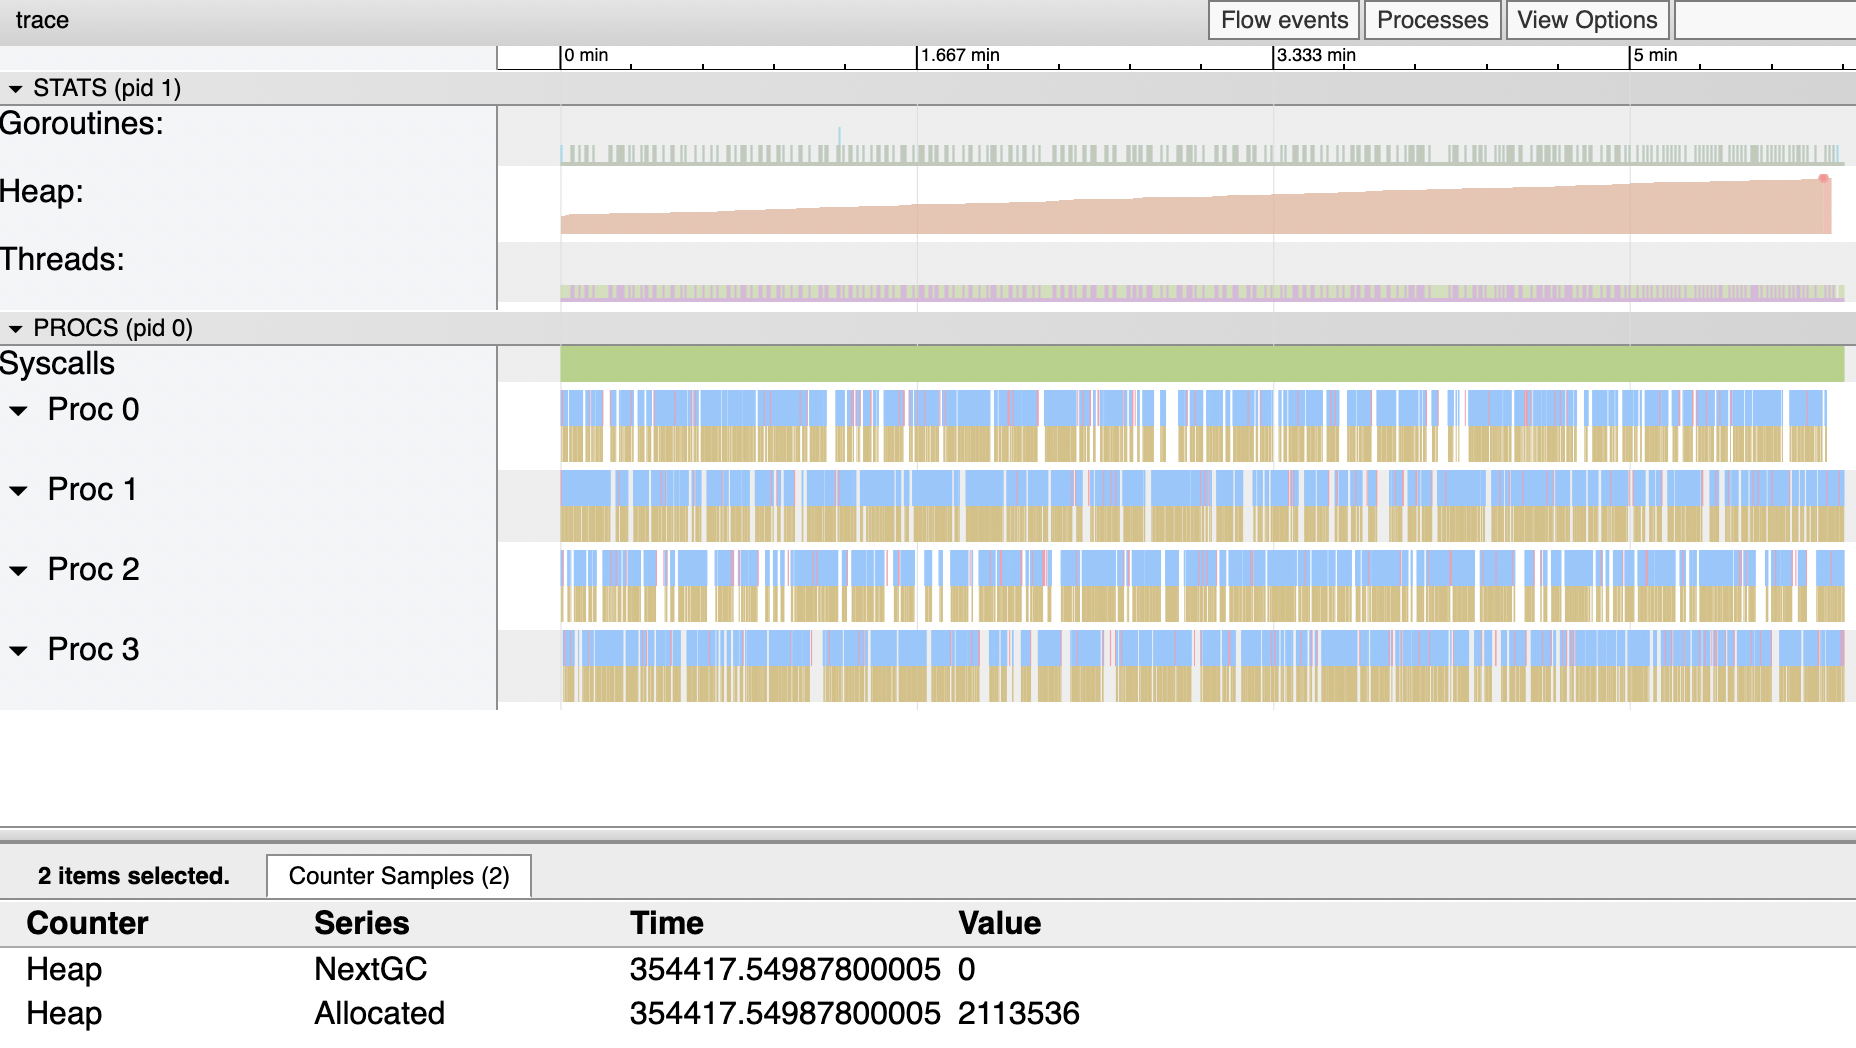 trace
Flow events Processes View Options
0 min 1.667 min 3.333 min 5 min
STATS (pid 1)
Goroutines:
Heap:
Threads:
PROCS (pid 0)
Syscalls
Proc 0
Proc 1
Proc 2
Proc 3
2 items selected. Counter Samples (2)
Counter Series Time Value
Heap NextGC 354417.54987800005 0
Heap Allocated 354417.54987800005 2113536